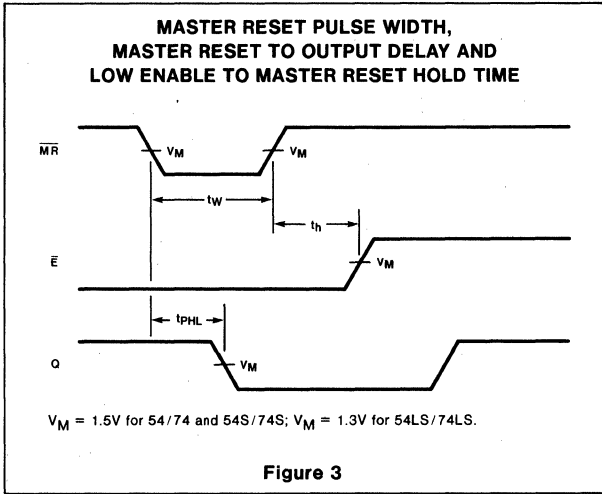 MASTER RESET PULSE WIDTH,
MASTER RESET TO OUTPUT DELAY AND
LOW ENABLE TO MASTER RESET HOLD TIME
M̅R̅ VM VM
tW
th
E̅ VM
tPHL
Q VM
VM = 1.5V for 54/74 and 54S/74S; VM = 1.3V for 54LS/74LS.
Figure 3